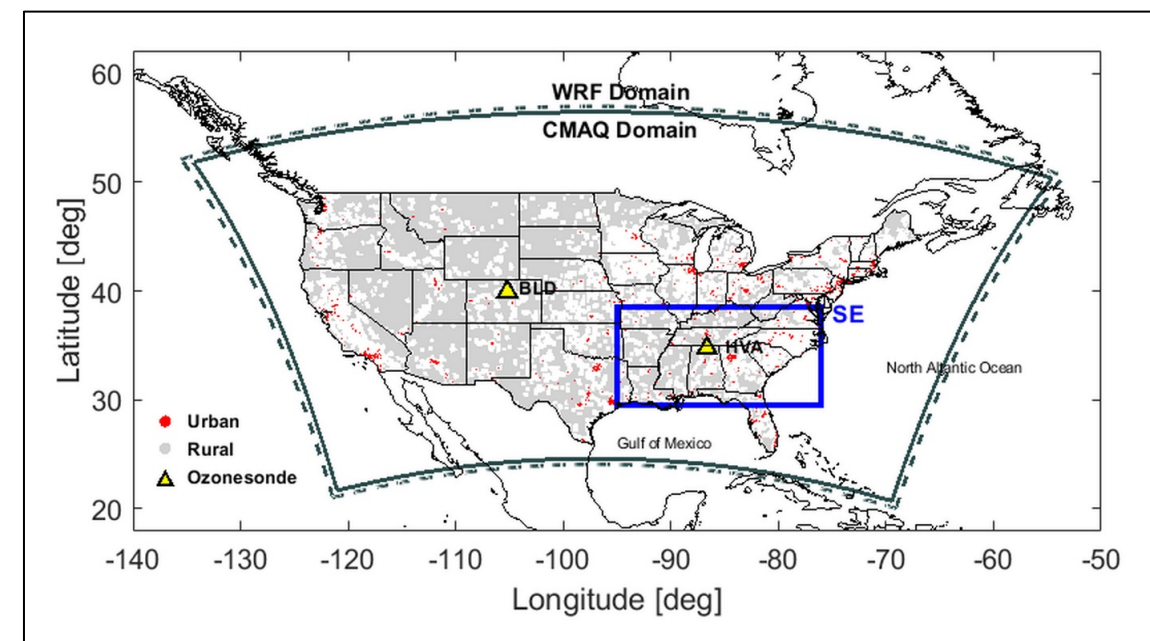 WRF Domain
CMAQ Domain
BLD
SE
HVA
North Altantic Ocean
Gulf of Mexico
Urban
Rural
Ozonesonde
60
50
40
30
20
Latitude [deg]
-140 -130 -120 -110 -100 -90 -80 -70 -60 -50
Longitude [deg]